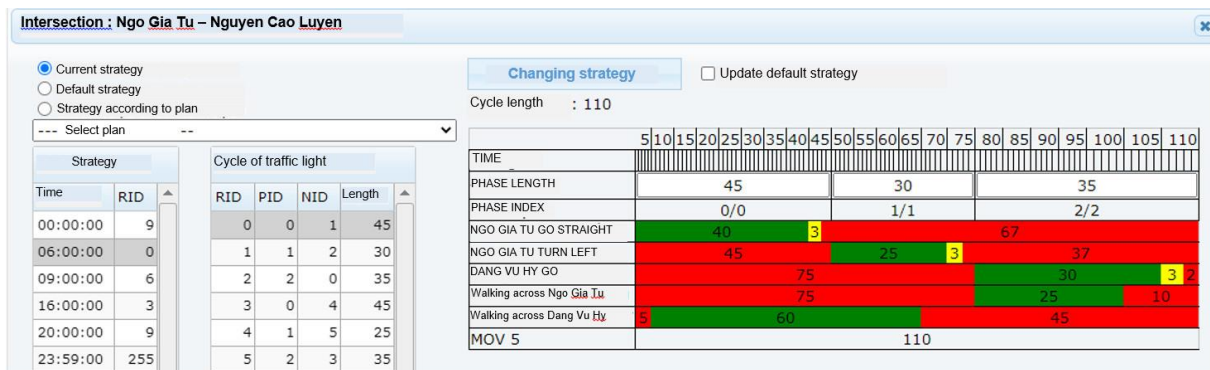 Intersection : Ngo Gia Tu – Nguyen Cao Luyen
Current strategy
Default strategy
Strategy according to plan
--- Select plan --
Strategy
Time RID
00:00:00 9
06:00:00 0
09:00:00 6
16:00:00 3
20:00:00 9
23:59:00 255
Cycle of traffic light
RID PID NID Length
0 0 1 45
1 1 2 30
2 2 0 35
3 0 4 45
4 1 5 25
5 2 3 35
Changing strategy
Update default strategy
Cycle length : 110
5 10 15 20 25 30 35 40 45 50 55 60 65 70 75 80 85 90 95 100 105 110
TIME
PHASE LENGTH 45 30 35
PHASE INDEX 0/0 1/1 2/2
NGO GIA TU GO STRAIGHT 40 3 67
NGO GIA TU TURN LEFT 45 25 3 37
DANG VU HY GO 75 30 3 2
Walking across Ngo Gia Tu 75 25 10
Walking across Dang Vu Hy 5 60 45
MOV 5 110